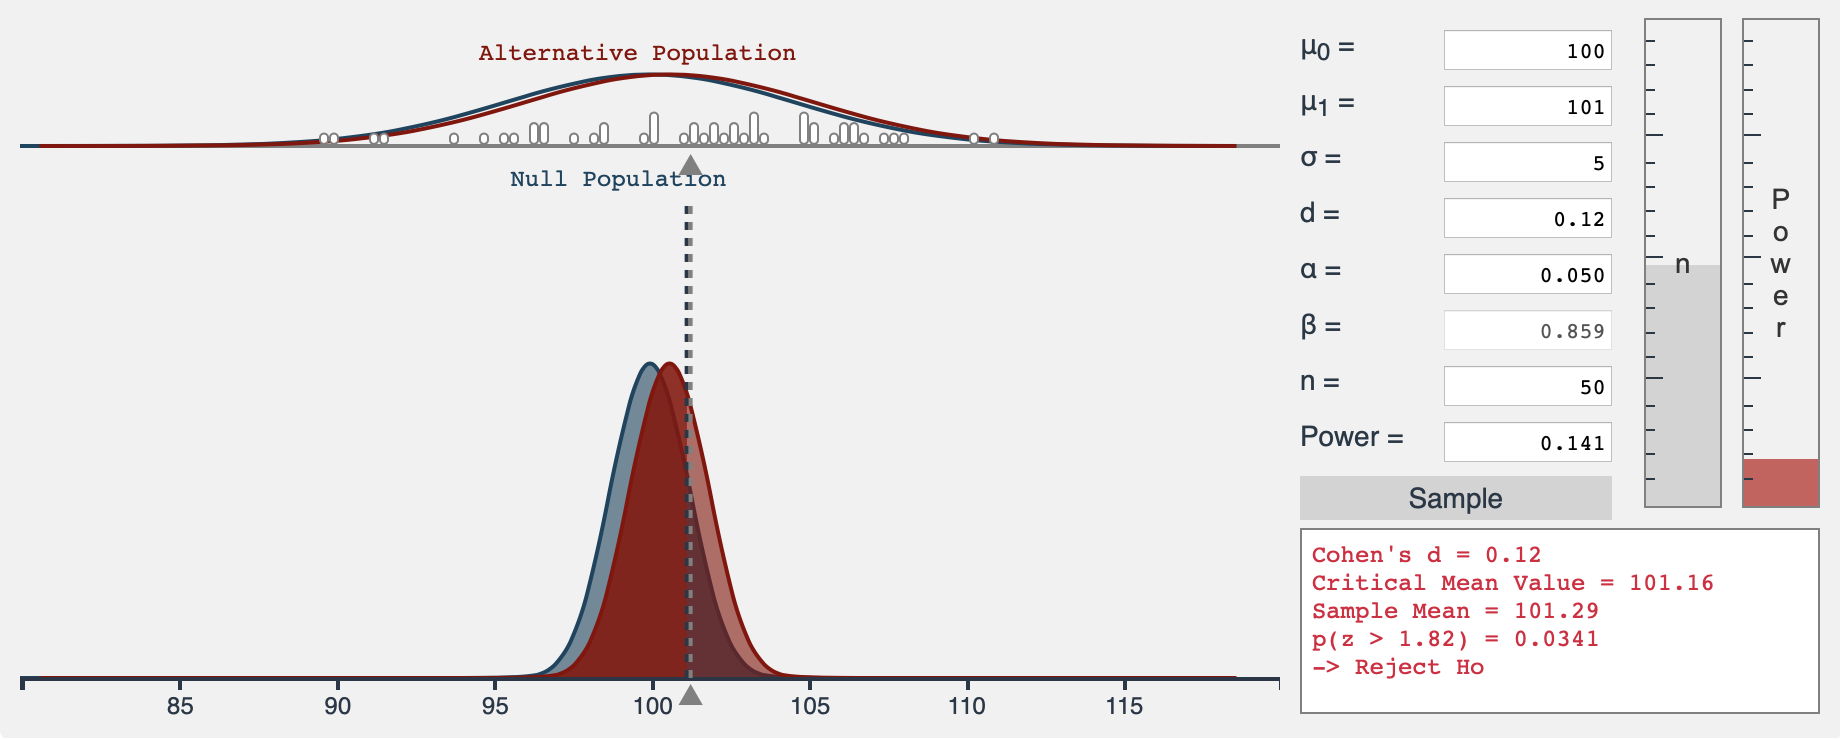 Alternative Population
Null Population
85 90 95 100 105 110 115
μ0 = 100
μ1 = 101
σ = 5
d = 0.12
α = 0.050
β = 0.859
n = 50
Power = 0.141
Sample
n
Power
Cohen's d = 0.12
Critical Mean Value = 101.16
Sample Mean = 101.29
p(z > 1.82) = 0.0341
-> Reject Ho